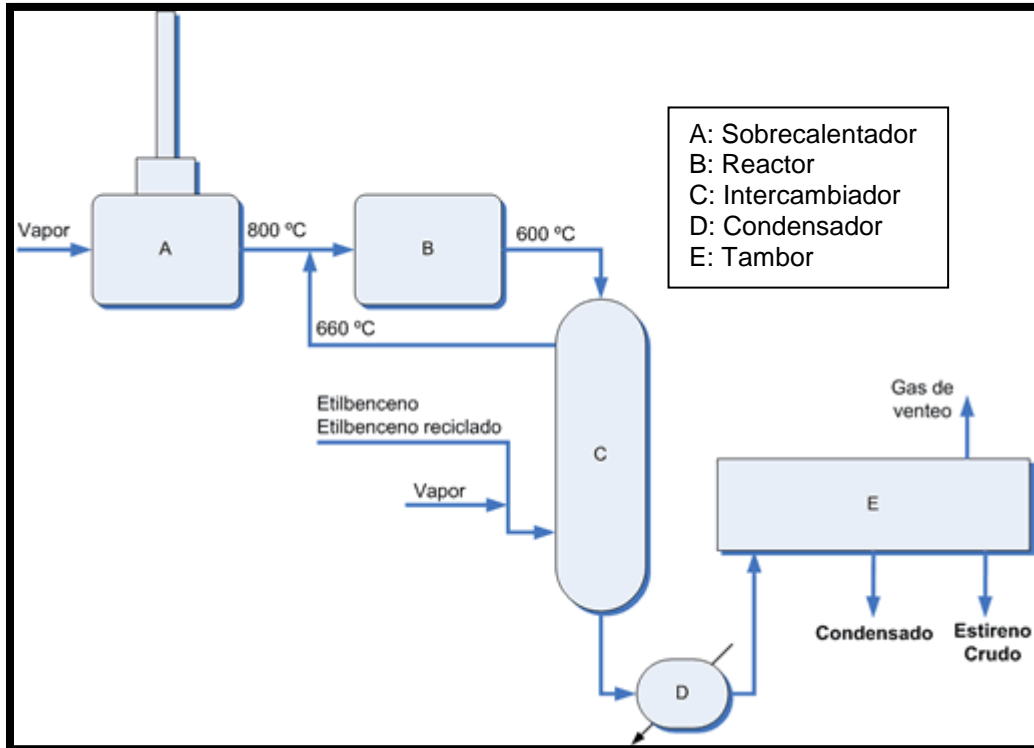 A: Sobrecalentador
B: Reactor
C: Intercambiador
D: Condensador
E: Tambor
Vapor
A
800 ºC
B
600 ºC
660 ºC
Etilbenceno
Etilbenceno reciclado
Vapor
C
Gas de
venteo
E
Condensado
Estireno
Crudo
D